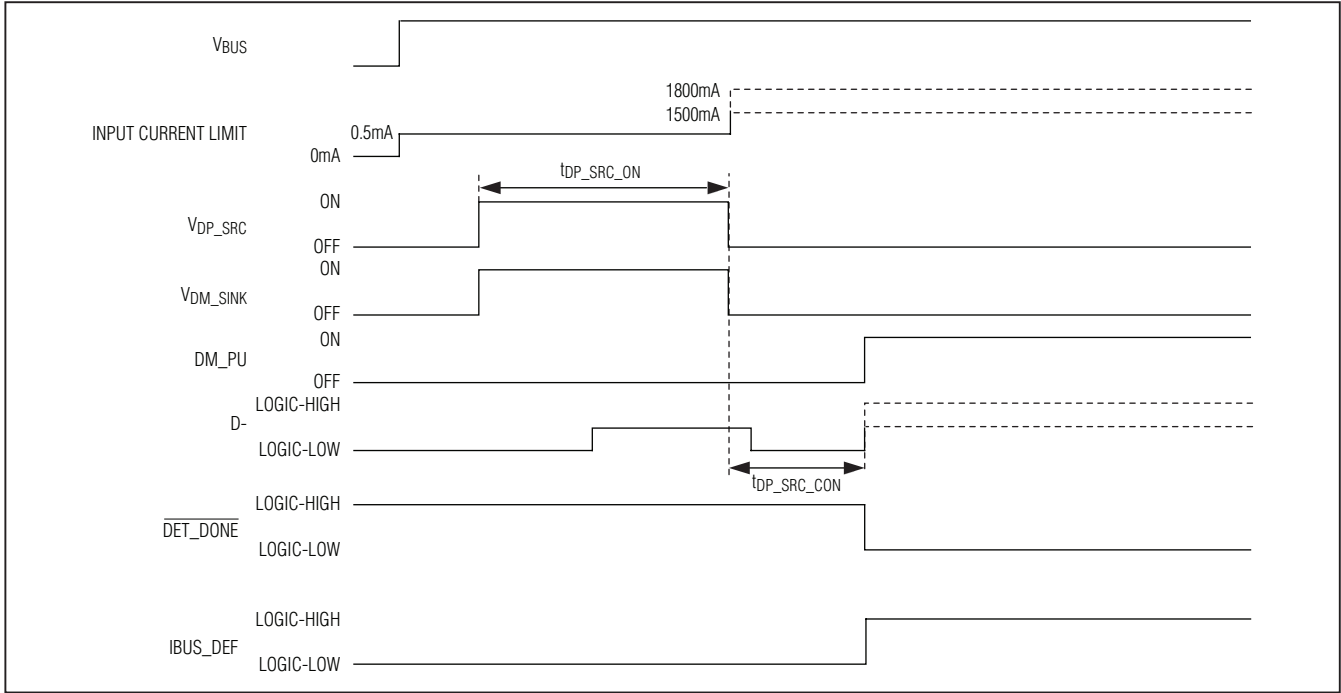 VBUS
1800mA
1500mA
INPUT CURRENT LIMIT
0.5mA
0mA
tDP_SRC_ON
ON
VDP_SRC
OFF
ON
VDM_SINK
OFF
ON
DM_PU
OFF
LOGIC-HIGH
D-
LOGIC-LOW
tDP_SRC_CON
LOGIC-HIGH
DET_DONE
LOGIC-LOW
LOGIC-HIGH
IBUS_DEF
LOGIC-LOW